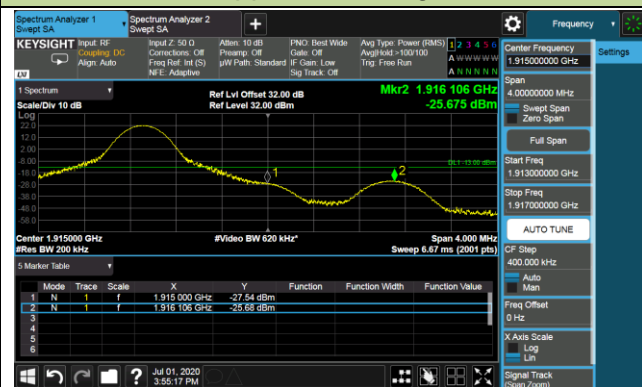 Spectrum Analyzer 1
Swept SA
Spectrum Analyzer 2
Swept SA
Frequency
KEYSIGHT
Input: RF
Coupling: DC
Align: Auto
Input Z: 50 Ω
Corrections: Off
Freq Ref: Int (S)
NFE: Adaptive
Atten: 10 dB
Preamp: Off
µW Path: Standard
PNO: Best Wide
Gate: Off
IF Gain: Low
Sig Track: Off
Avg Type: Power (RMS)
Avg|Hold:>100/100
Trig: Free Run
1 2 3 4 5 6
A W W W W W
A N N N N N
1 Spectrum
Scale/Div 10 dB
Log
Ref Lvl Offset 32.00 dB
Ref Level 32.00 dBm
Mkr2 1.916 106 GHz
-25.675 dBm
22.0
12.0
2.00
-8.00
-18.0
-28.0
-38.0
-48.0
-58.0
DL1 -13.00 dBm
1
2
Center 1.915000 GHz
#Res BW 200 kHz
#Video BW 620 kHz*
Span 4.000 MHz
Sweep 6.67 ms (2001 pts)
5 Marker Table
Mode Trace Scale X Y Function Function Width Function Value
1 N 1 f 1.915 000 GHz -27.54 dBm
2 N 1 f 1.916 106 GHz -25.68 dBm
3
4
5
6
Jul 01, 2020
3:55:17 PM
Center Frequency
1.915000000 GHz
Settings
Span
4.00000000 MHz
Swept Span
Zero Span
Full Span
Start Freq
1.913000000 GHz
Stop Freq
1.917000000 GHz
AUTO TUNE
CF Step
400.000 kHz
Auto
Man
Freq Offset
0 Hz
X Axis Scale
Log
Lin
Signal Track
(Span Zoom)